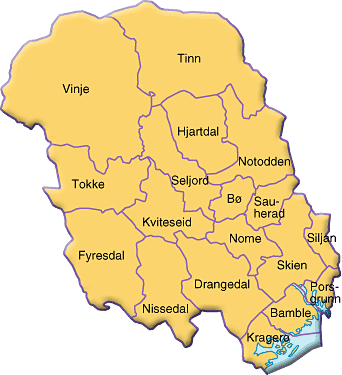 Tinn
Vinje
Hjartdal
Notodden
Tokke
Seljord
Bø
Sau-
herad
Kviteseid
Nome
Siljan
Fyresdal
Skien
Drangedal
Pors-
grunn
Nissedal
Bamble
Kragerø